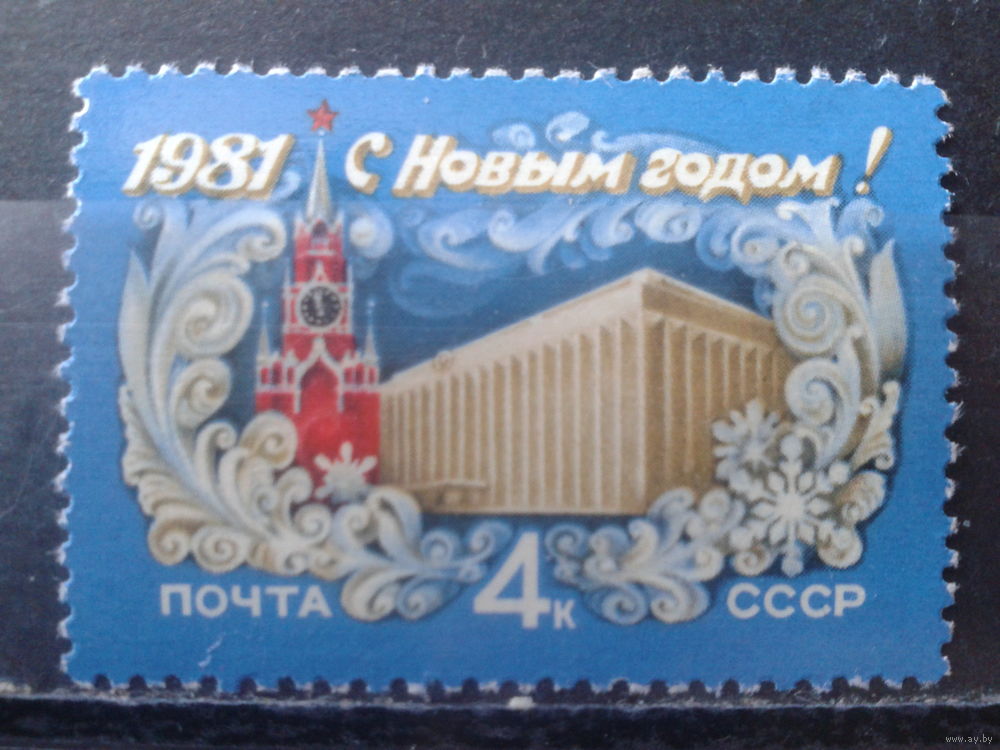 1981 С Новым годом!
ПОЧТА 4к СССР
www.ay.by